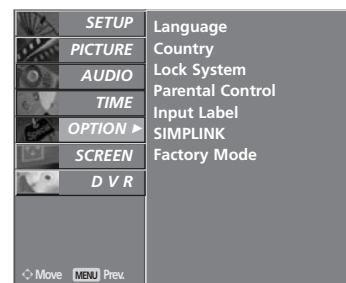 SETUP
PICTURE
AUDIO
TIME
OPTION ►
SCREEN
D V R
Language
Country
Lock System
Parental Control
Input Label
SIMPLINK
Factory Mode
Move MENU Prev.